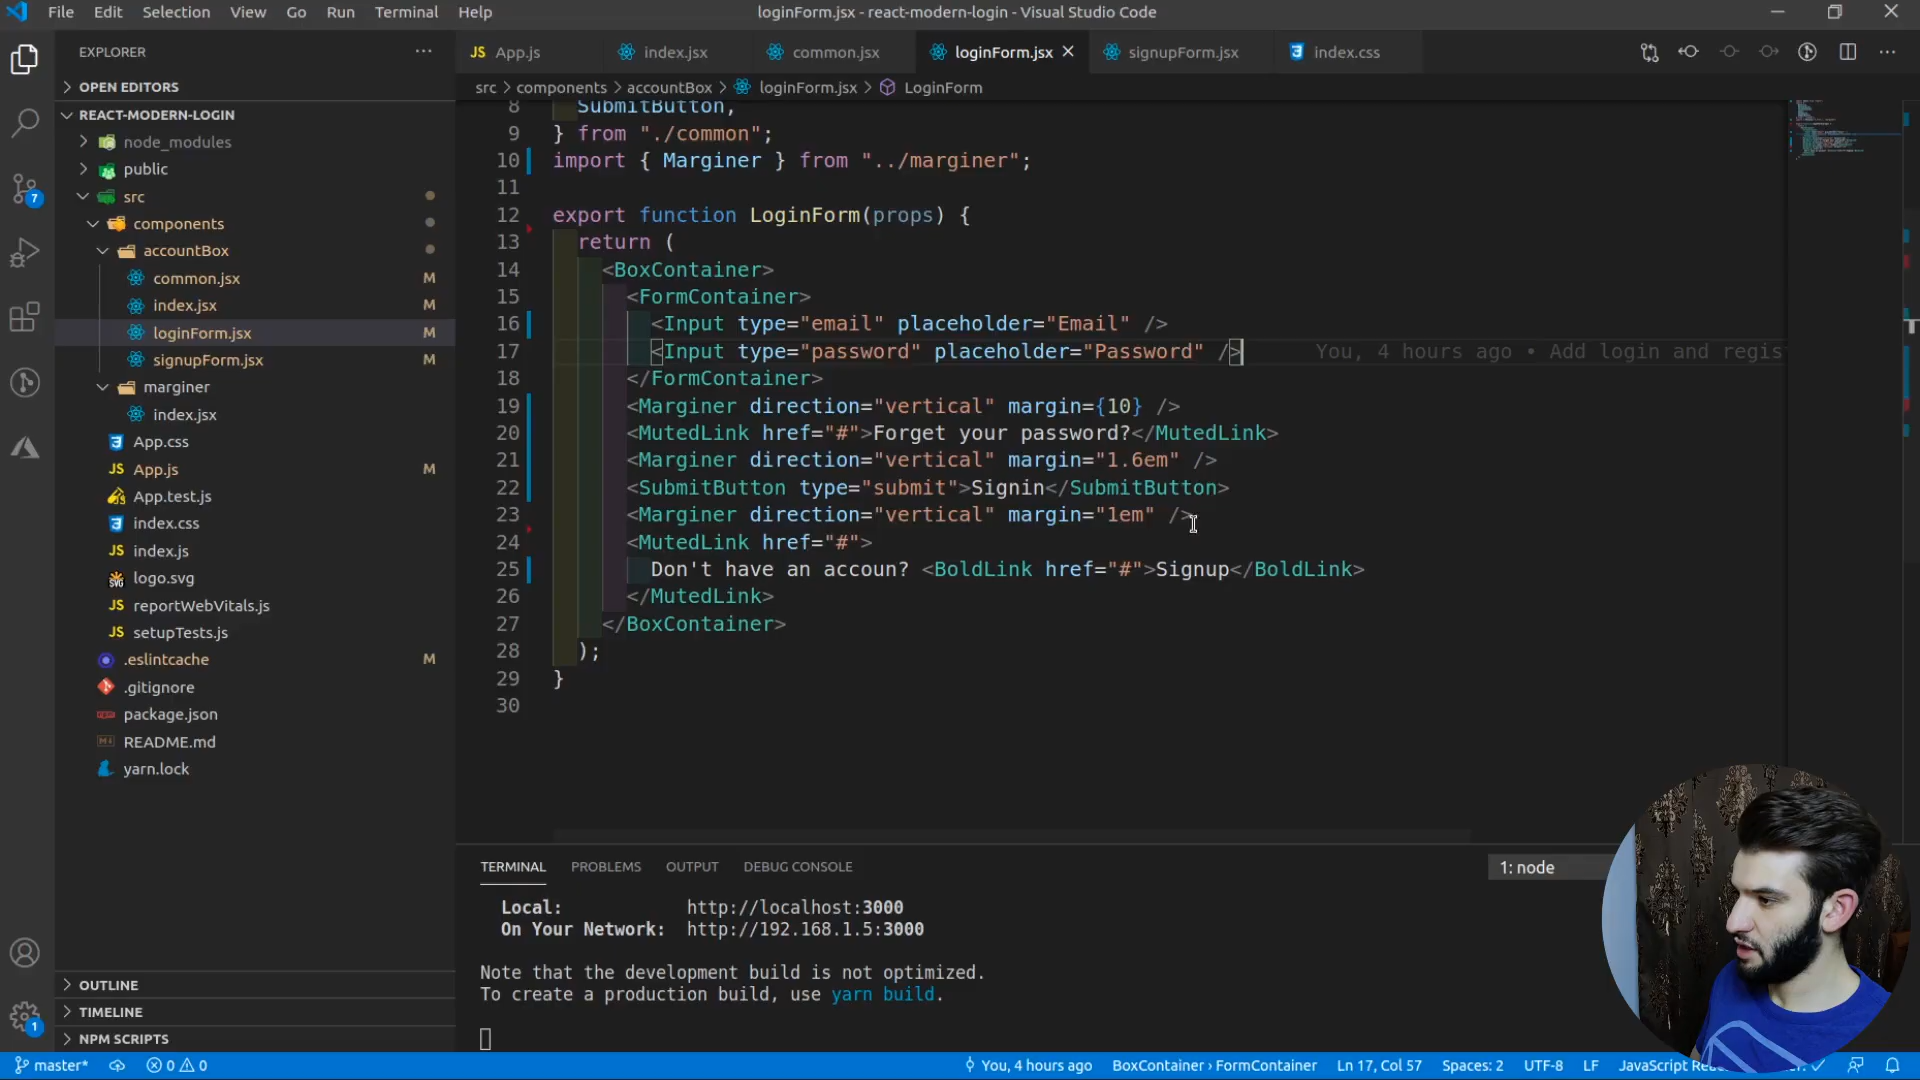 File Edit Selection View Go Run Terminal Help
loginForm.jsx - react-modern-login - Visual Studio Code
EXPLORER
App.js index.jsx common.jsx loginForm.jsx signupForm.jsx index.css
OPEN EDITORS
src > components > accountBox > loginForm.jsx > LoginForm
REACT-MODERN-LOGIN
node_modules
public
src
components
accountBox
common.jsx M
index.jsx M
loginForm.jsx M
signupForm.jsx M
marginer
index.jsx
App.css
App.js M
App.test.js
index.css
index.js
logo.svg
reportWebVitals.js
setupTests.js
.eslintcache M
.gitignore
package.json
README.md
yarn.lock
OUTLINE
TIMELINE
NPM SCRIPTS
7
1
8 SubmitButton,
9 } from "./common";
10 import { Marginer } from "../marginer";
11
12 export function LoginForm(props) {
13 return (
14 <BoxContainer>
15 <FormContainer>
16 <Input type="email" placeholder="Email" />
17 <Input type="password" placeholder="Password" /> You, 4 hours ago • Add login and regis
18 </FormContainer>
19 <Marginer direction="vertical" margin={10} />
20 <MutedLink href="#">Forget your password?</MutedLink>
21 <Marginer direction="vertical" margin="1.6em" />
22 <SubmitButton type="submit">Signin</SubmitButton>
23 <Marginer direction="vertical" margin="1em" />
24 <MutedLink href="#">
25 Don't have an accoun? <BoldLink href="#">Signup</BoldLink>
26 </MutedLink>
27 </BoxContainer>
28 );
29 }
30
TERMINAL PROBLEMS OUTPUT DEBUG CONSOLE 1: node
Local: http://localhost:3000
On Your Network: http://192.168.1.5:3000
Note that the development build is not optimized.
To create a production build, use yarn build.
master* 0 0 You, 4 hours ago BoxContainer › FormContainer Ln 17, Col 57 Spaces: 2 UTF-8 LF JavaScript Rea